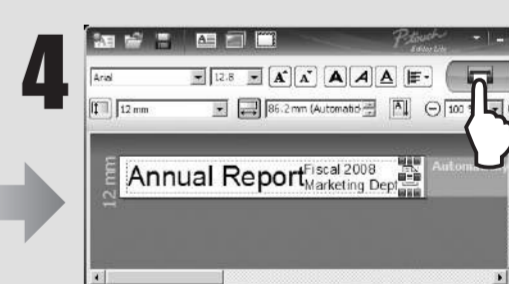 4
P-touch
Editor Lite
Arial 12.8 A A A A A
12 mm 86.2 mm (Automatic A 100
12 mm
Annual Report Fiscal 2008
Marketing Dept